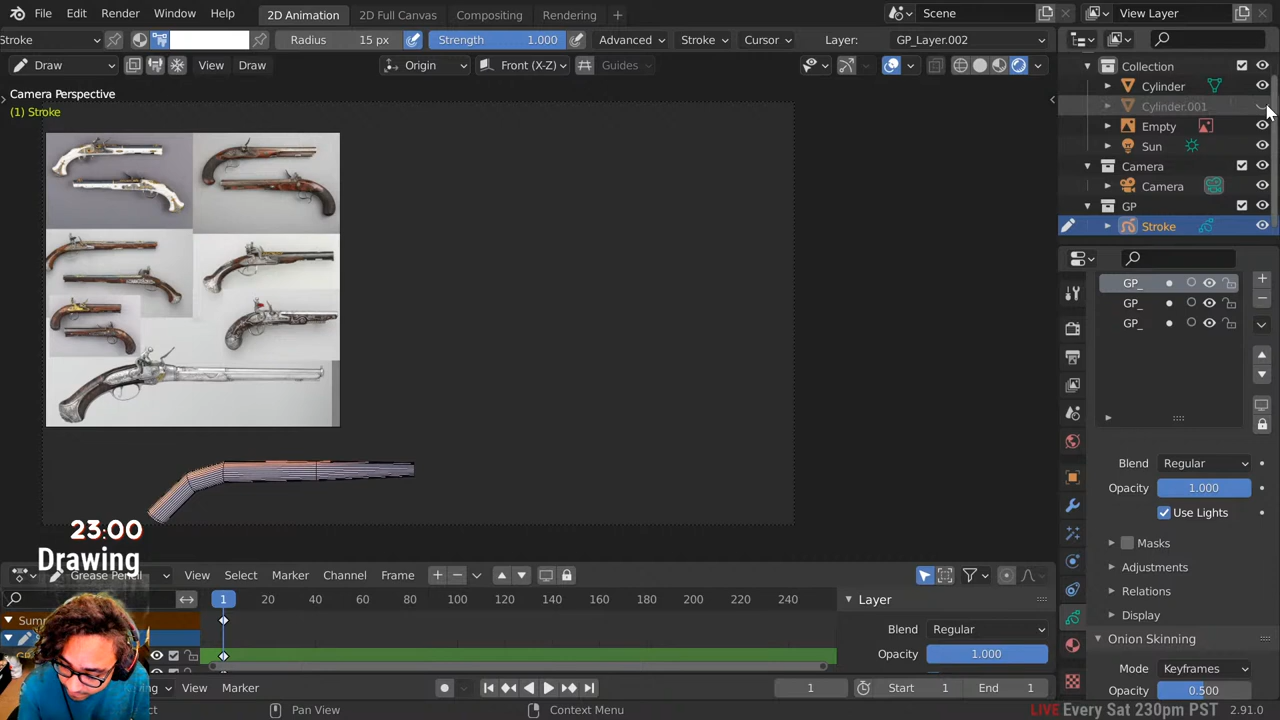 File Edit Render Window Help 2D Animation 2D Full Canvas Compositing Rendering + Scene View Layer
Stroke Radius 15 px Strength 1.000 Advanced Stroke Cursor Layer: GP_Layer.002
Draw View Draw Origin Front (X-Z) Guides
Camera Perspective
(1) Stroke
Collection
Cylinder
Cylinder.001
Empty
Sun
Camera
Camera
GP
Stroke
GP_
GP_
GP_
Blend Regular
Opacity 1.000
Use Lights
Masks
Adjustments
Relations
Display
Onion Skinning
Mode Keyframes
Opacity 0.500
23:00
Drawing
Grease Pencil View Select Marker Channel Frame
1 20 40 60 80 100 120 140 160 180 200 220 240
Summ
Layer
Blend Regular
Opacity 1.000
View Marker 1 Start 1 End 1
Pan View Context Menu
LIVE Every Sat 230pm PST 2.91.0